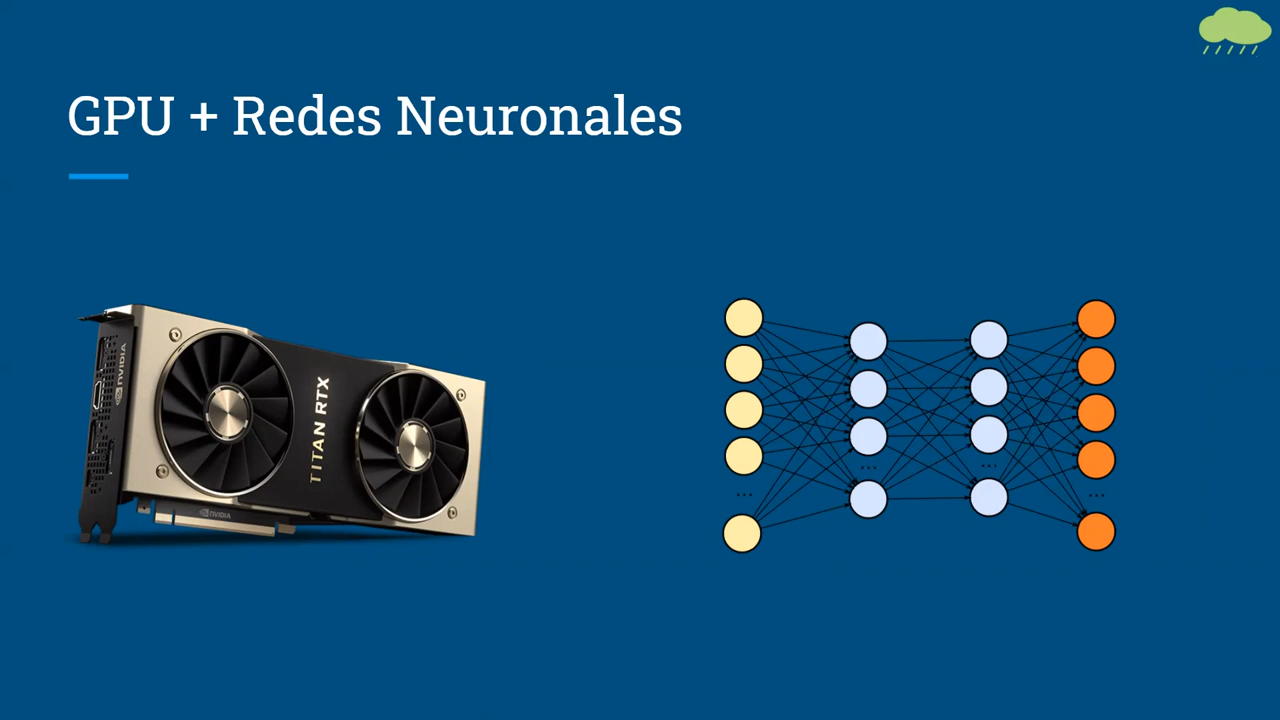 GPU + Redes Neuronales
NVIDIA
TITAN RTX
NVIDIA
...
...
...
...